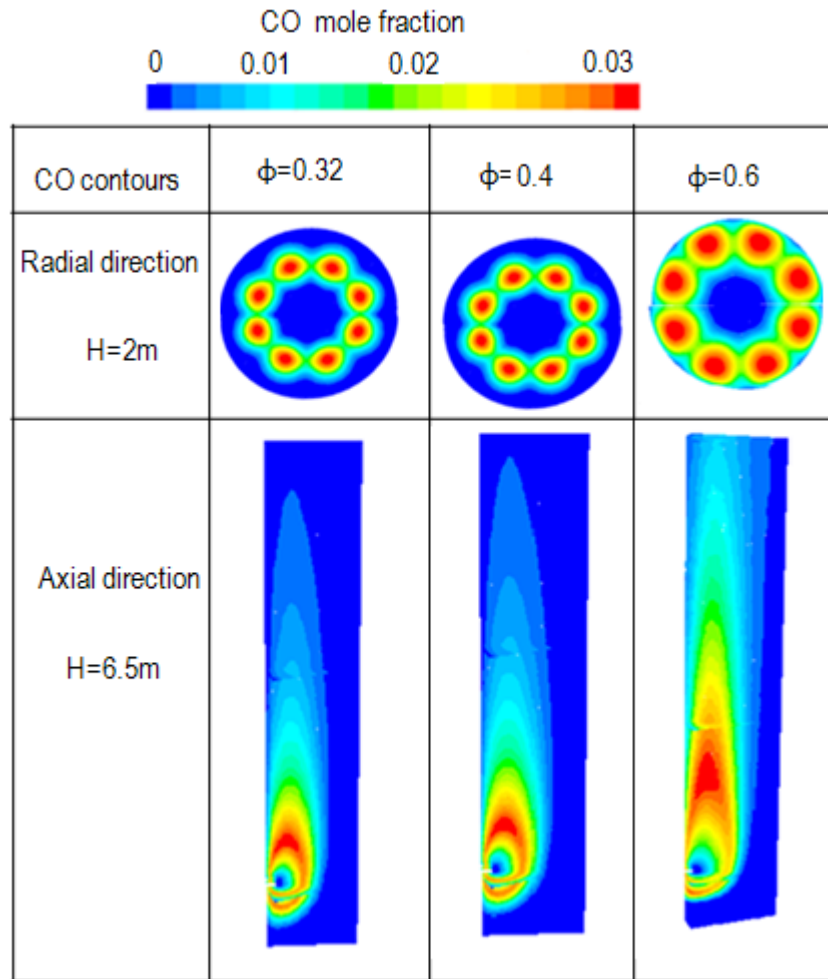 CO mole fraction
0 0.01 0.02 0.03
CO contours ϕ=0.32 ϕ= 0.4 ϕ=0.6
Radial direction
H=2m
Axial direction
H=6.5m